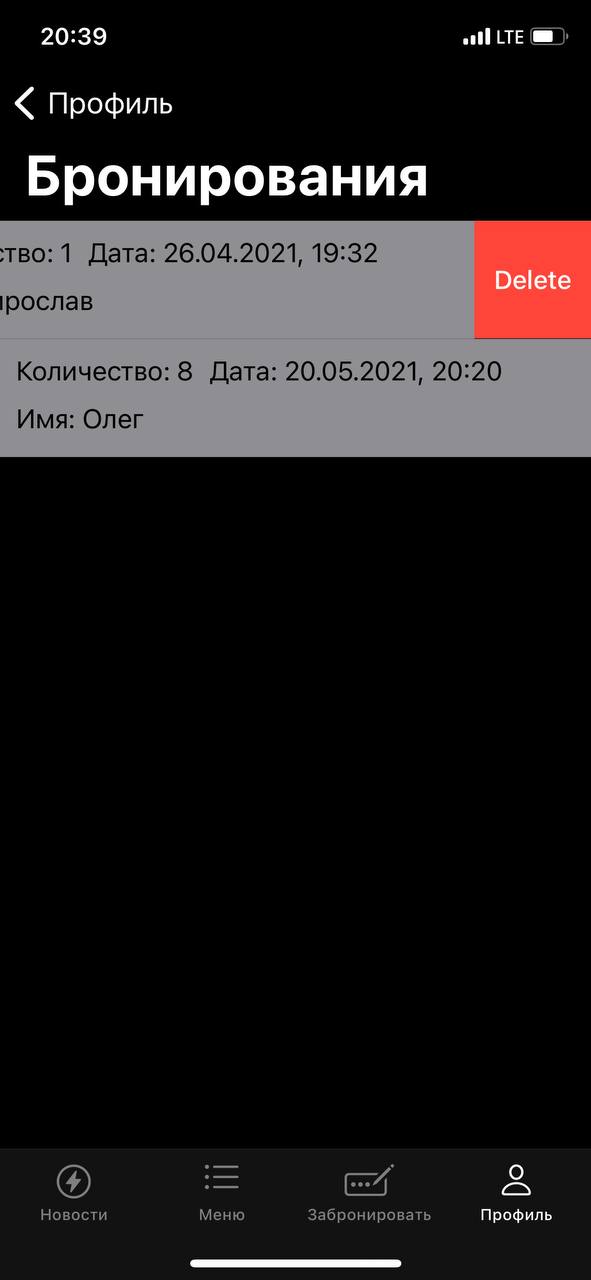 20:39
LTE
Профиль
Бронирования
ство: 1 Дата: 26.04.2021, 19:32
Delete
рослав
Количество: 8 Дата: 20.05.2021, 20:20
Имя: Олег
Новости
Меню
Забронировать
Профиль